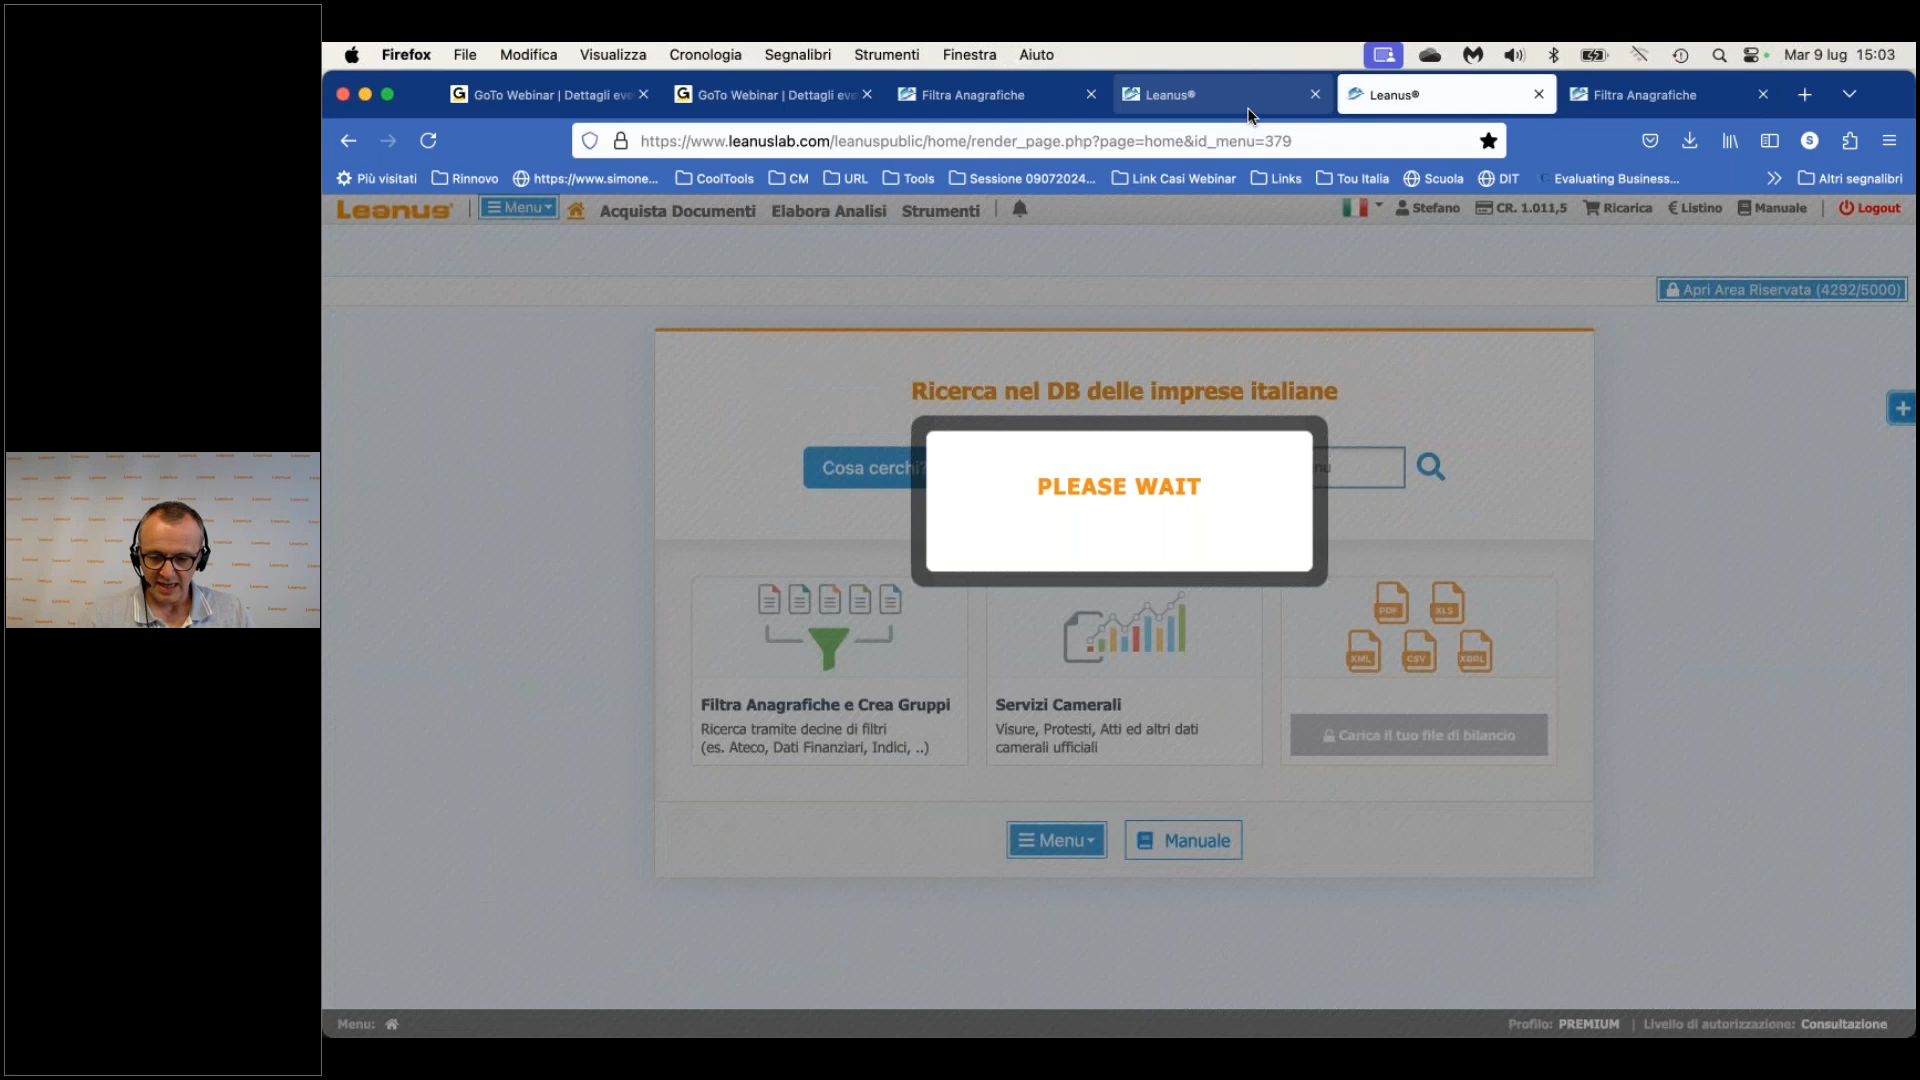 Firefox File Modifica Visualizza Cronologia Segnalibri Strumenti Finestra Aiuto Mar 9 lug 15:03
GoTo Webinar | Dettagli eve GoTo Webinar | Dettagli eve Filtra Anagrafiche Leanus® Leanus® Filtra Anagrafiche
https://www.leanuslab.com/leanuspublic/home/render_page.php?page=home&id_menu=379
Più visitati Rinnovo https://www.simone... CoolTools CM URL Tools Sessione 09072024... Link Casi Webinar Links Tou Italia Scuola DIT Evaluating Business... Altri segnalibri
Leanus® Menu Acquista Documenti Elabora Analisi Strumenti Stefano CR. 1.011,5 Ricarica € Listino Manuale Logout
Apri Area Riservata (4292/5000)
Ricerca nel DB delle imprese italiane
Cosa cerchi?
PLEASE WAIT
PDF XLS
XML CSV XBRL
Filtra Anagrafiche e Crea Gruppi
Ricerca tramite decine di filtri
(es. Ateco, Dati Finanziari, Indici, ..)
Servizi Camerali
Visure, Protesti, Atti ed altri dati
camerali ufficiali
Carica il tuo file di bilancio
Menu Manuale
Menu: Profilo: PREMIUM | Livello di autorizzazione: Consultazione